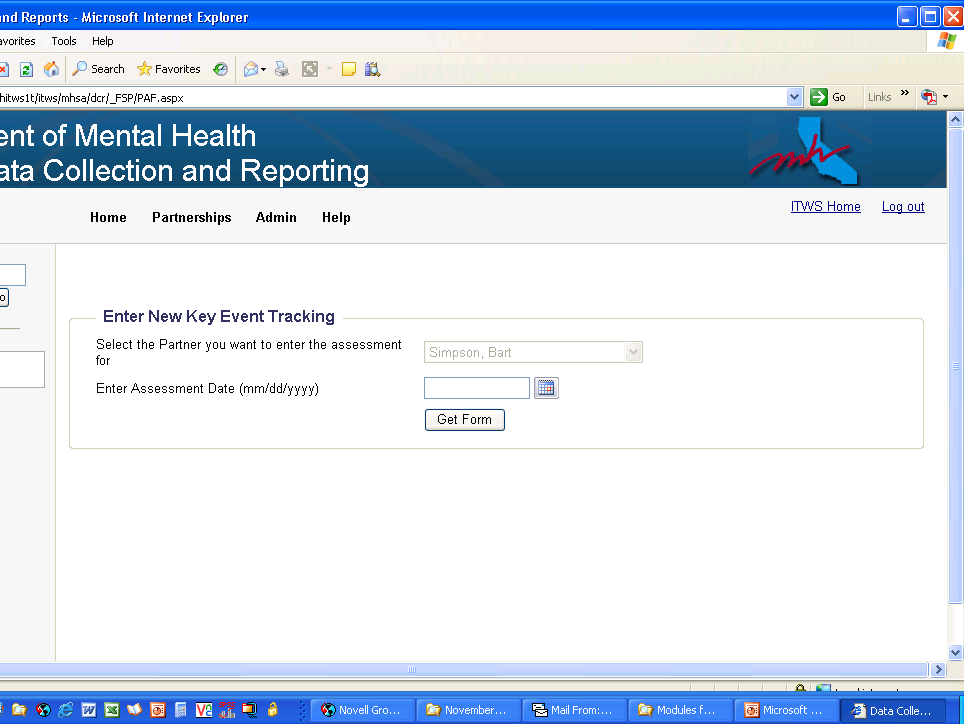 and Reports - Microsoft Internet Explorer
avorites Tools Help
Search Favorites
hitws1t/itws/mhsa/dcr/_FSP/PAF.aspx Go Links »
ent of Mental Health
ata Collection and Reporting
mh
Home Partnerships Admin Help
ITWS Home Log out
o
Enter New Key Event Tracking
Select the Partner you want to enter the assessment
for
Simpson, Bart
Enter Assessment Date (mm/dd/yyyy)
Get Form
Novell Gro... November... Mail From:... Modules f... Microsoft ... Data Colle...